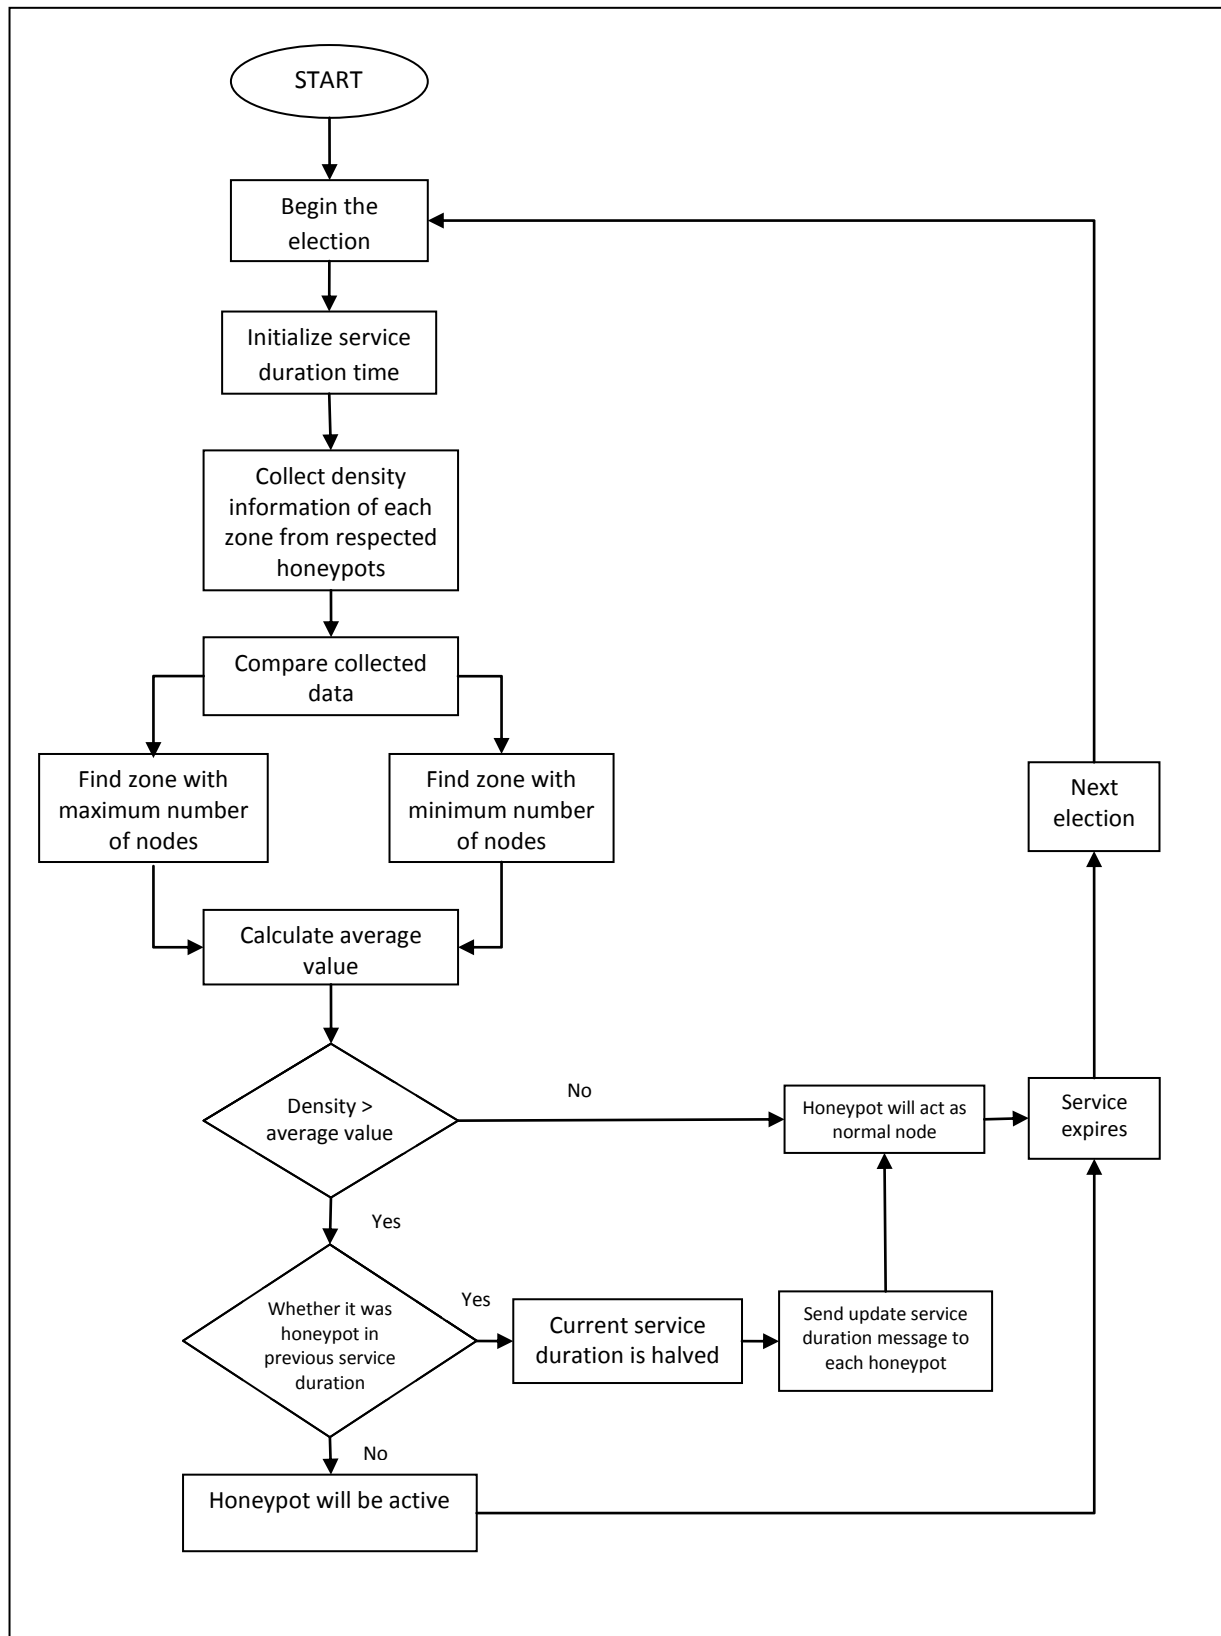 START
Begin the
election
Initialize service
duration time
Collect density
information of each
zone from respected
honeypots
Compare collected
data
Find zone with
maximum number
of nodes
Find zone with
minimum number
of nodes
Next
election
Calculate average
value
Density >
average value
No
Honeypot will act as
normal node
Service
expires
Yes
Whether it was
honeypot in
previous service
duration
Yes
Current service
duration is halved
Send update service
duration message to
each honeypot
No
Honeypot will be active